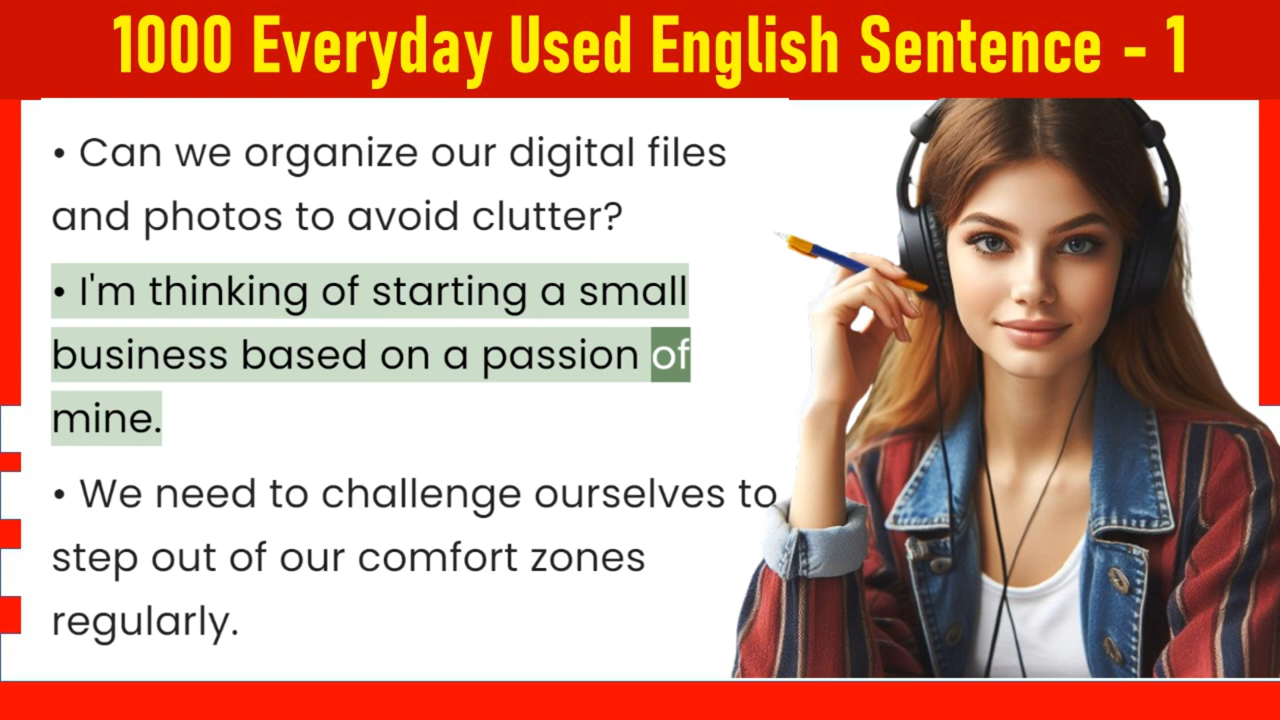 1000 Everyday Used English Sentence - 1
• Can we organize our digital files
and photos to avoid clutter?
• I'm thinking of starting a small
business based on a passion of
mine.
• We need to challenge ourselves to
step out of our comfort zones
regularly.